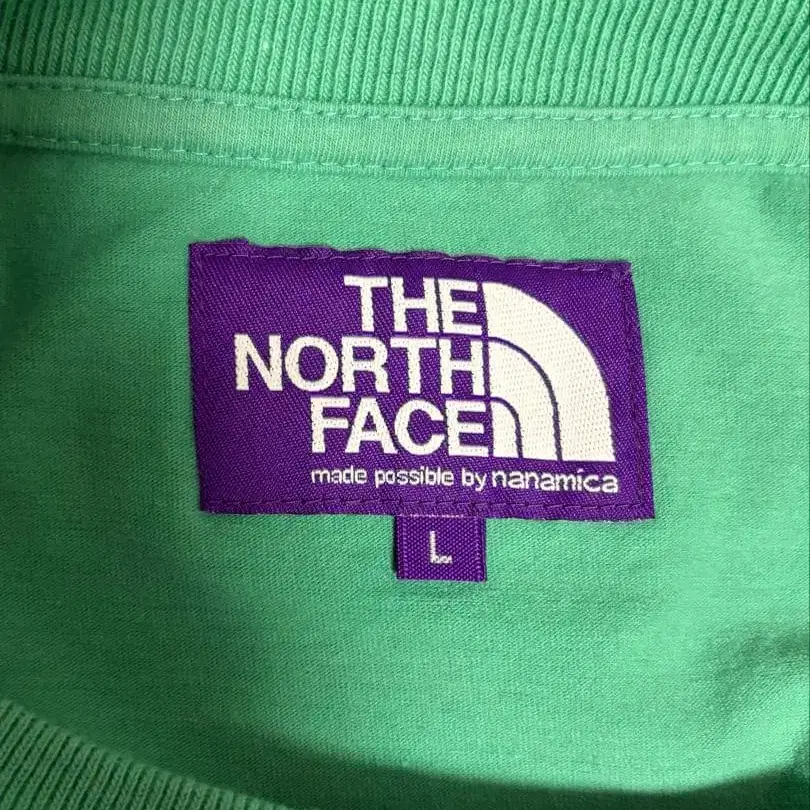 THE
NORTH
FACE
made possible by nanamica
L